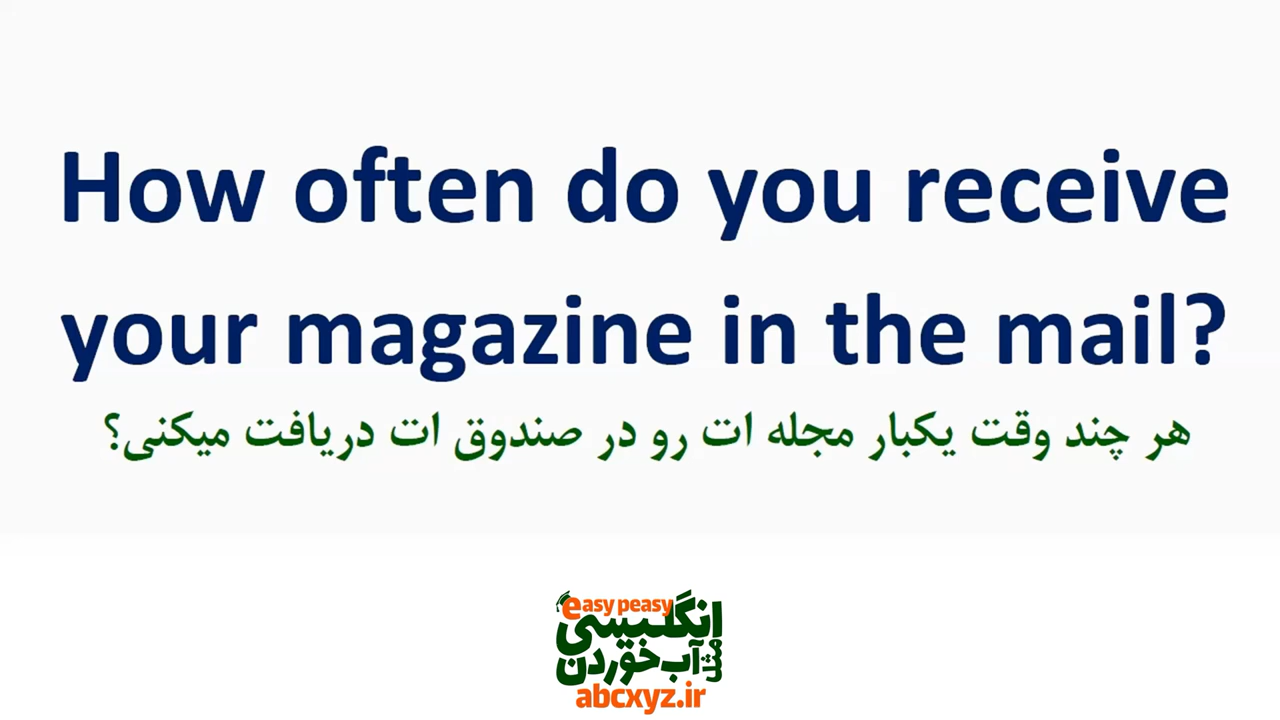 How often do you receive
your magazine in the mail?
هر چند وقت یکبار مجله ات رو در صندوق ات دریافت میکنی؟
easy peasy
انگلیسی
مثل آب خوردن
abcxyz.ir